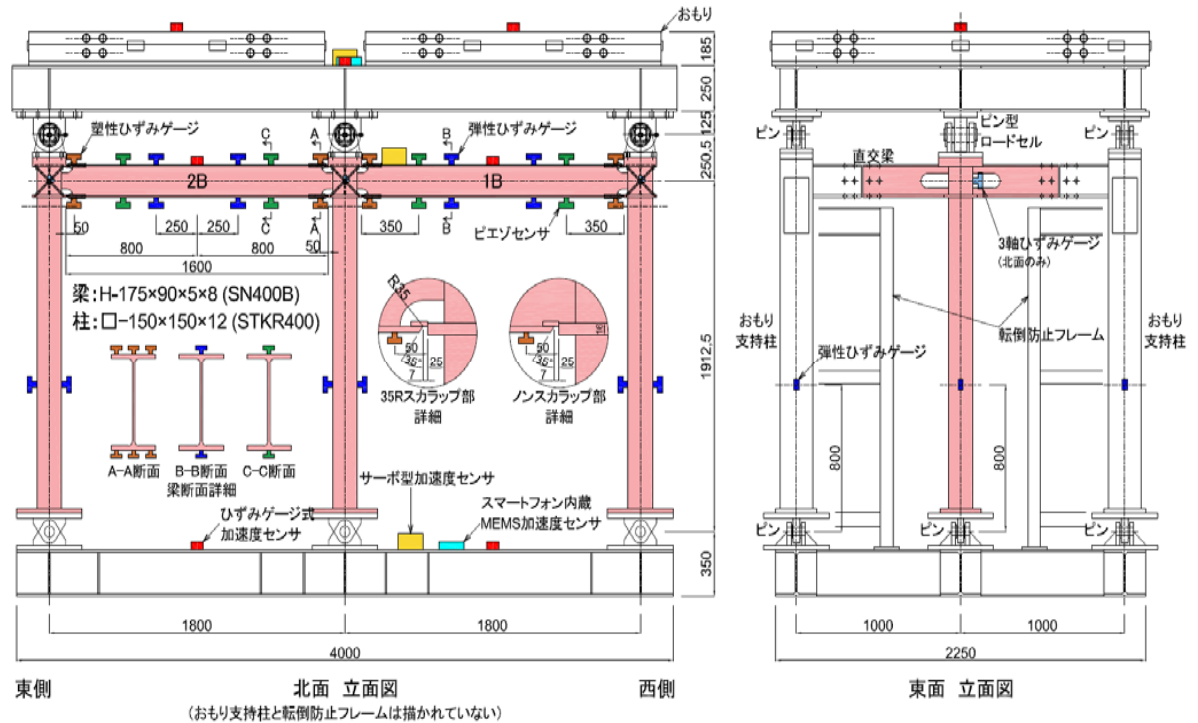 おもり
185
250
125
250.5
1912.5
350
塑性ひずみゲージ
C
A
B
弾性ひずみゲージ
2B
1B
C
A
B
ピエゾセンサ
50
250
250
350
350
800
800
50
1600
梁:H-175×90×5×8 (SN400B)
柱:□-150×150×12 (STKR400)
R35
50
35°
25
7
35Rスカラップ部
詳細
50
35°
25
7
ノンスカラップ部
詳細
A-A断面
B-B断面
C-C断面
梁断面詳細
サーボ型加速度センサ
ひずみゲージ式
加速度センサ
スマートフォン内蔵
MEMS加速度センサ
1800
1800
4000
東側
北面 立面図
西側
(おもり支持柱と転倒防止フレームは描かれていない)
ピン
ピン型
ロードセル
ピン
直交梁
3軸ひずみゲージ
(北面のみ)
おもり
支持柱
転倒防止フレーム
おもり
支持柱
弾性ひずみゲージ
800
800
ピン
ピン
ピン
1000
1000
2250
東面 立面図